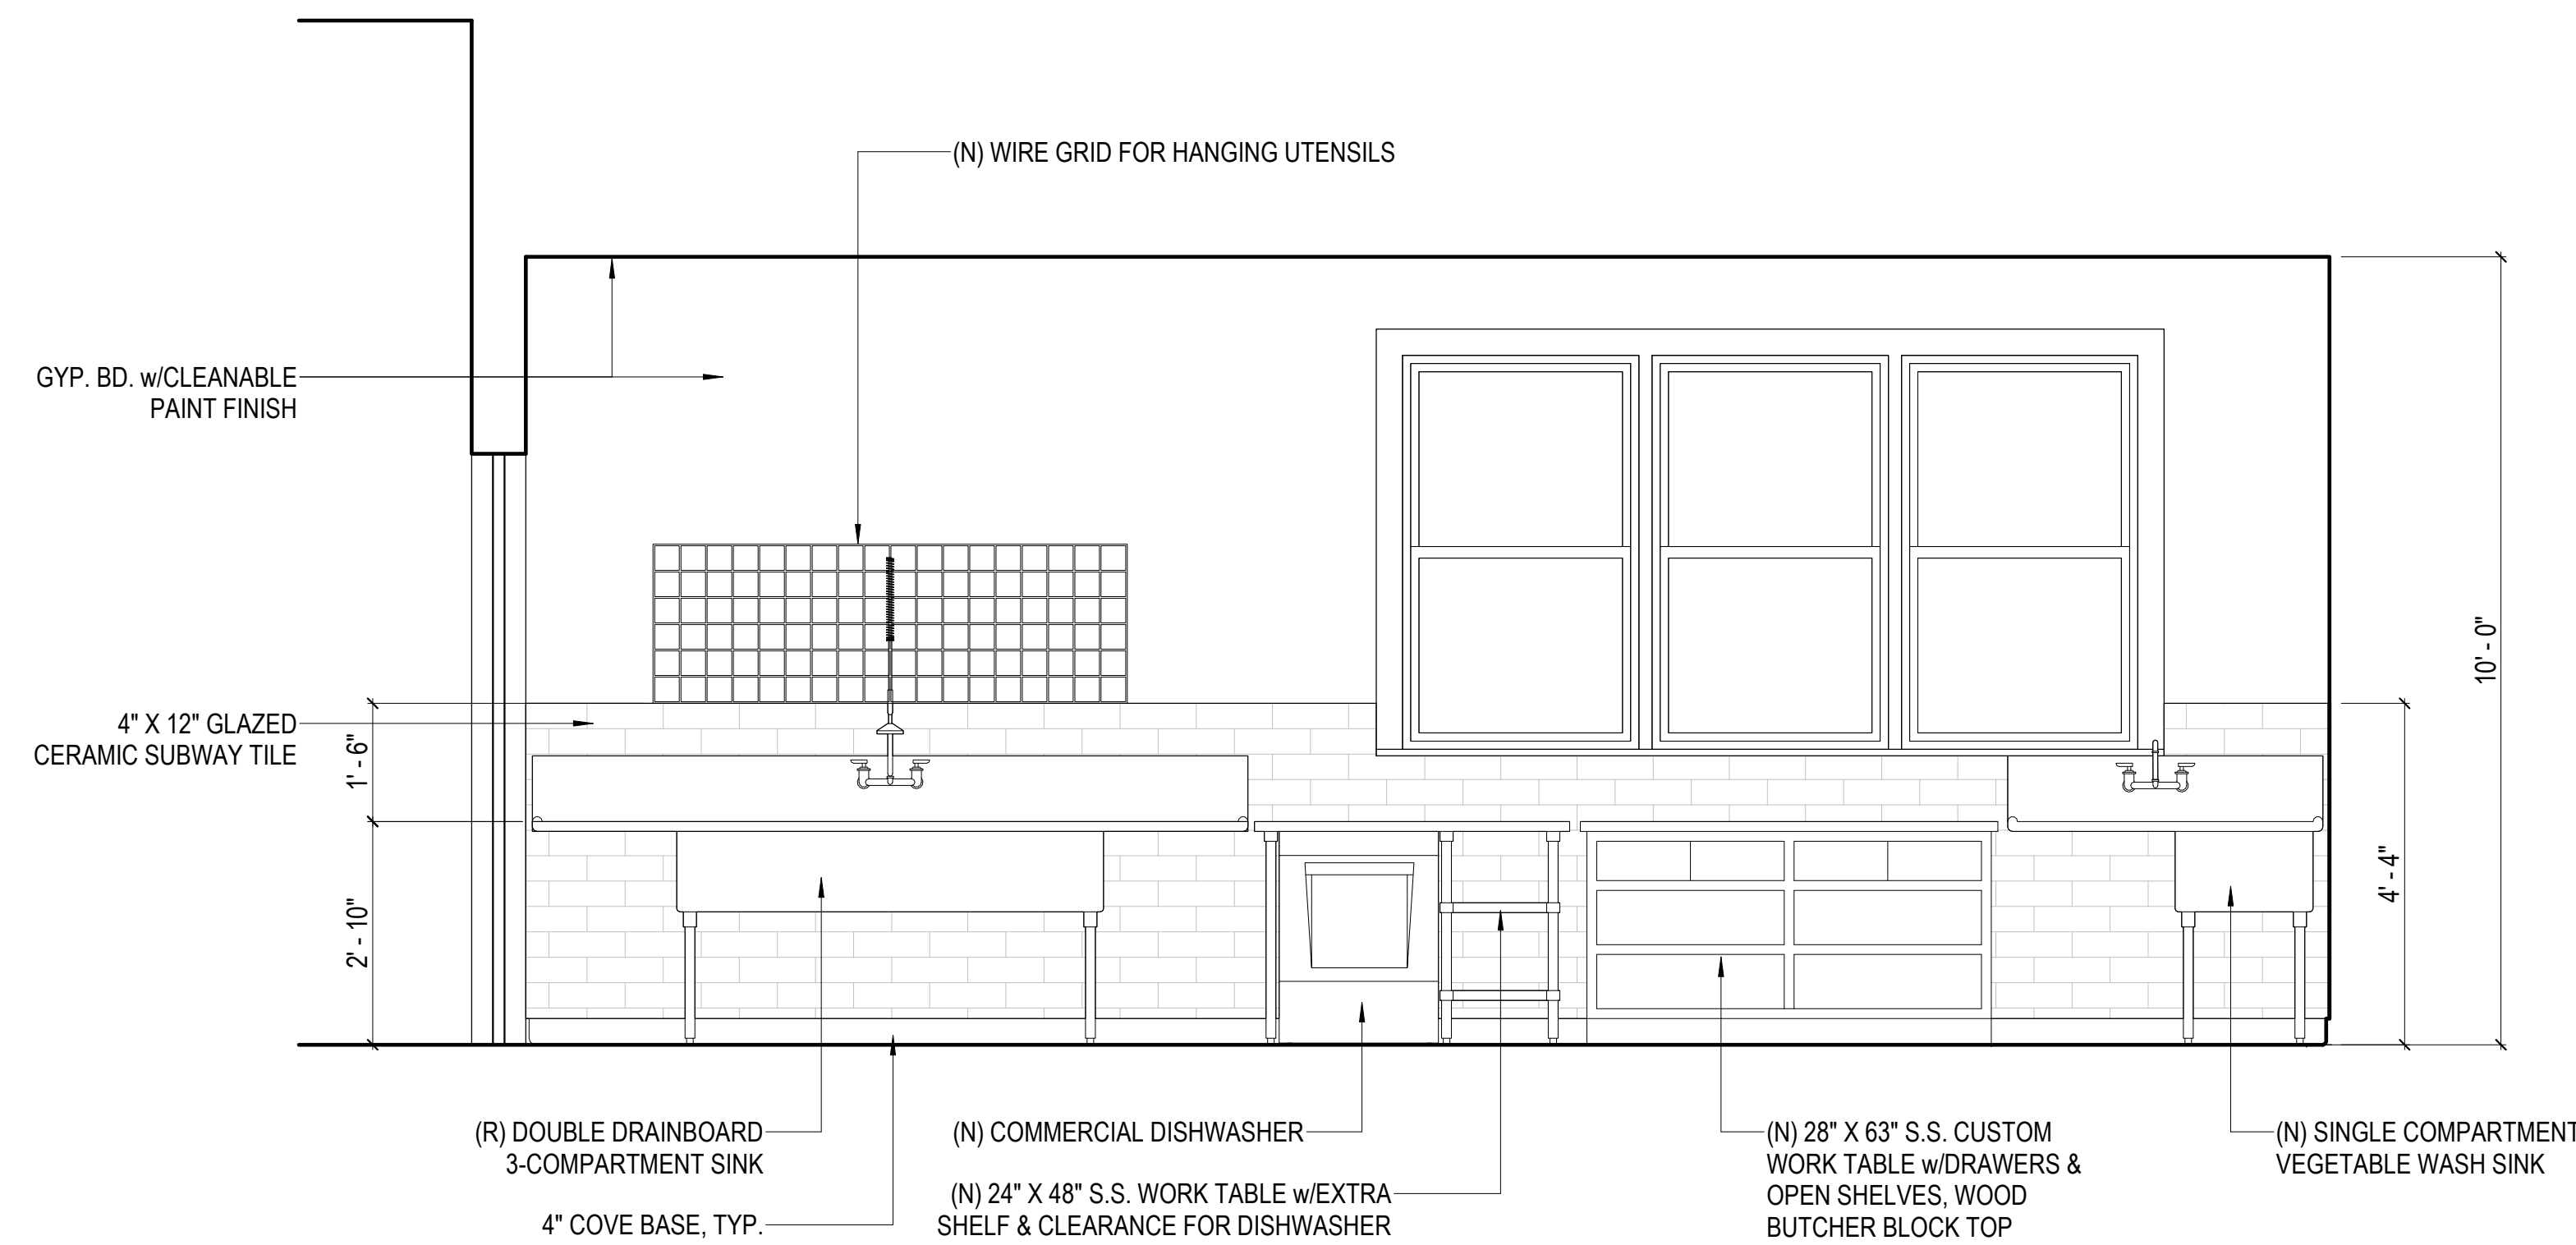 (N) WIRE GRID FOR HANGING UTENSILS
GYP. BD. w/CLEANABLE
PAINT FINISH
10' - 0"
4" X 12" GLAZED
CERAMIC SUBWAY TILE
1' - 6"
2' - 10"
4' - 4"
(R) DOUBLE DRAINBOARD
3-COMPARTMENT SINK
4" COVE BASE, TYP.
(N) COMMERCIAL DISHWASHER
(N) 24" X 48" S.S. WORK TABLE w/EXTRA
SHELF & CLEARANCE FOR DISHWASHER
(N) 28" X 63" S.S. CUSTOM
WORK TABLE w/DRAWERS &
OPEN SHELVES, WOOD
BUTCHER BLOCK TOP
(N) SINGLE COMPARTMENT
VEGETABLE WASH SINK